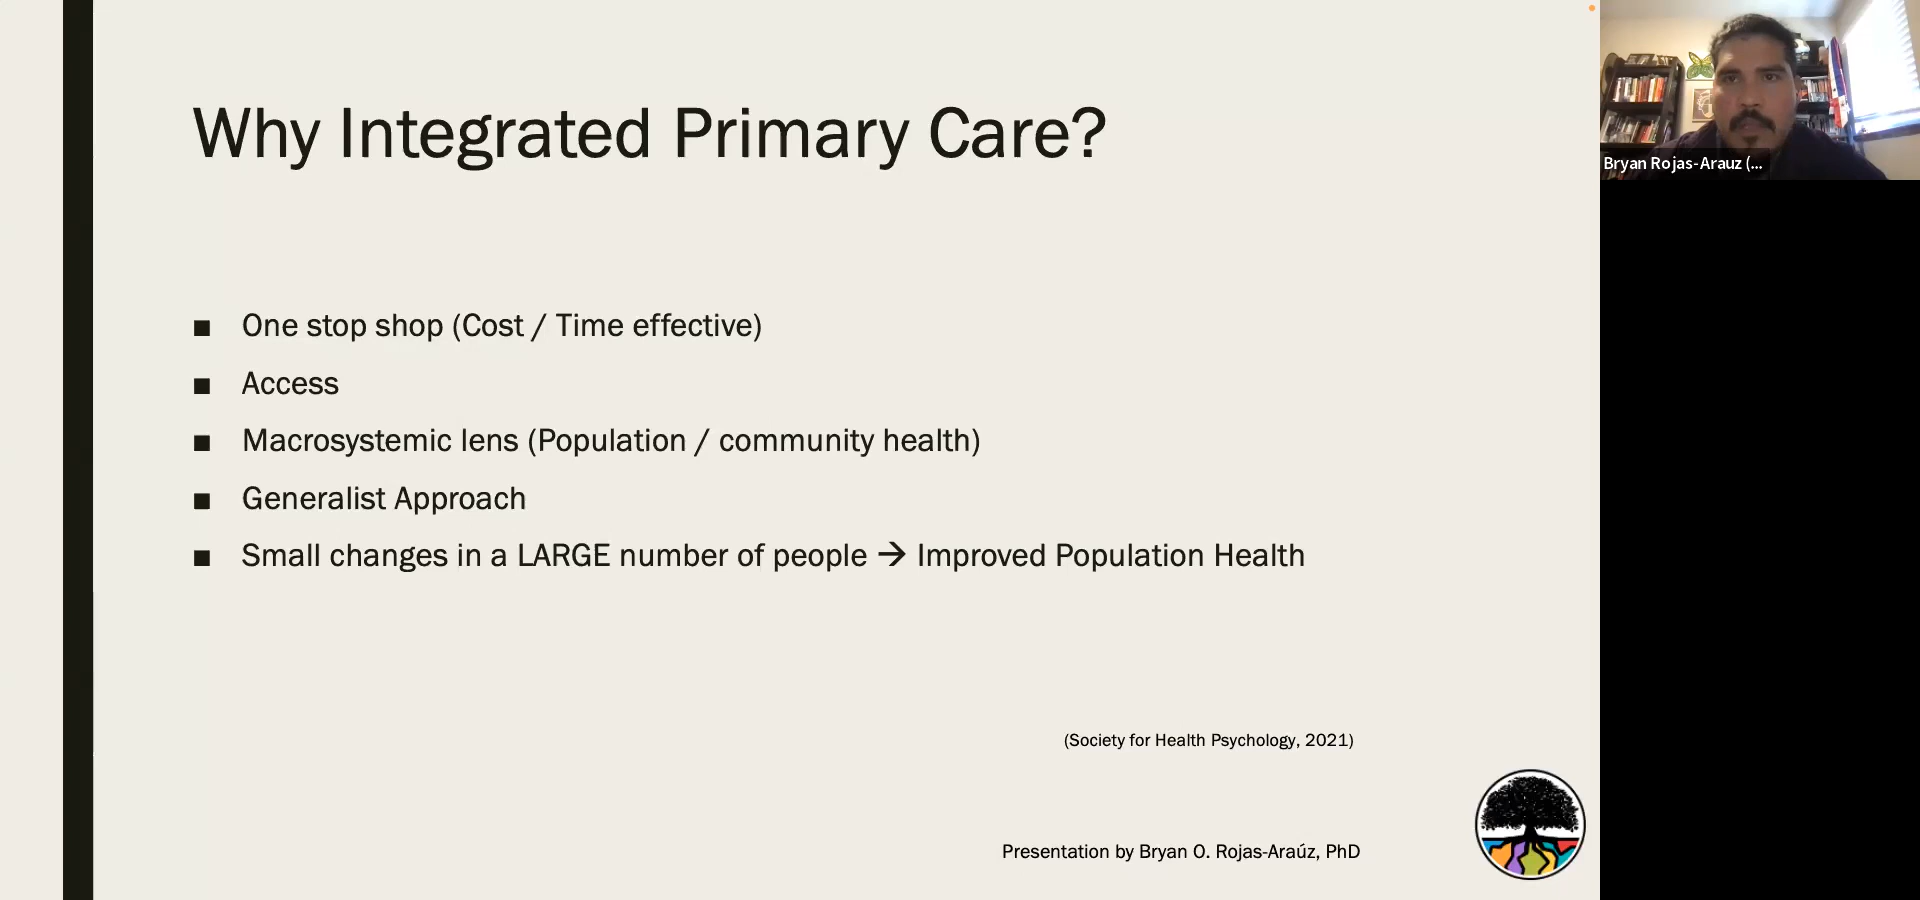 Why Integrated Primary Care?
■ One stop shop (Cost / Time effective)
■ Access
■ Macrosystemic lens (Population / community health)
■ Generalist Approach
■ Small changes in a LARGE number of people → Improved Population Health
(Society for Health Psychology, 2021)
Presentation by Bryan O. Rojas-Araúz, PhD
Bryan Rojas-Arauz (...